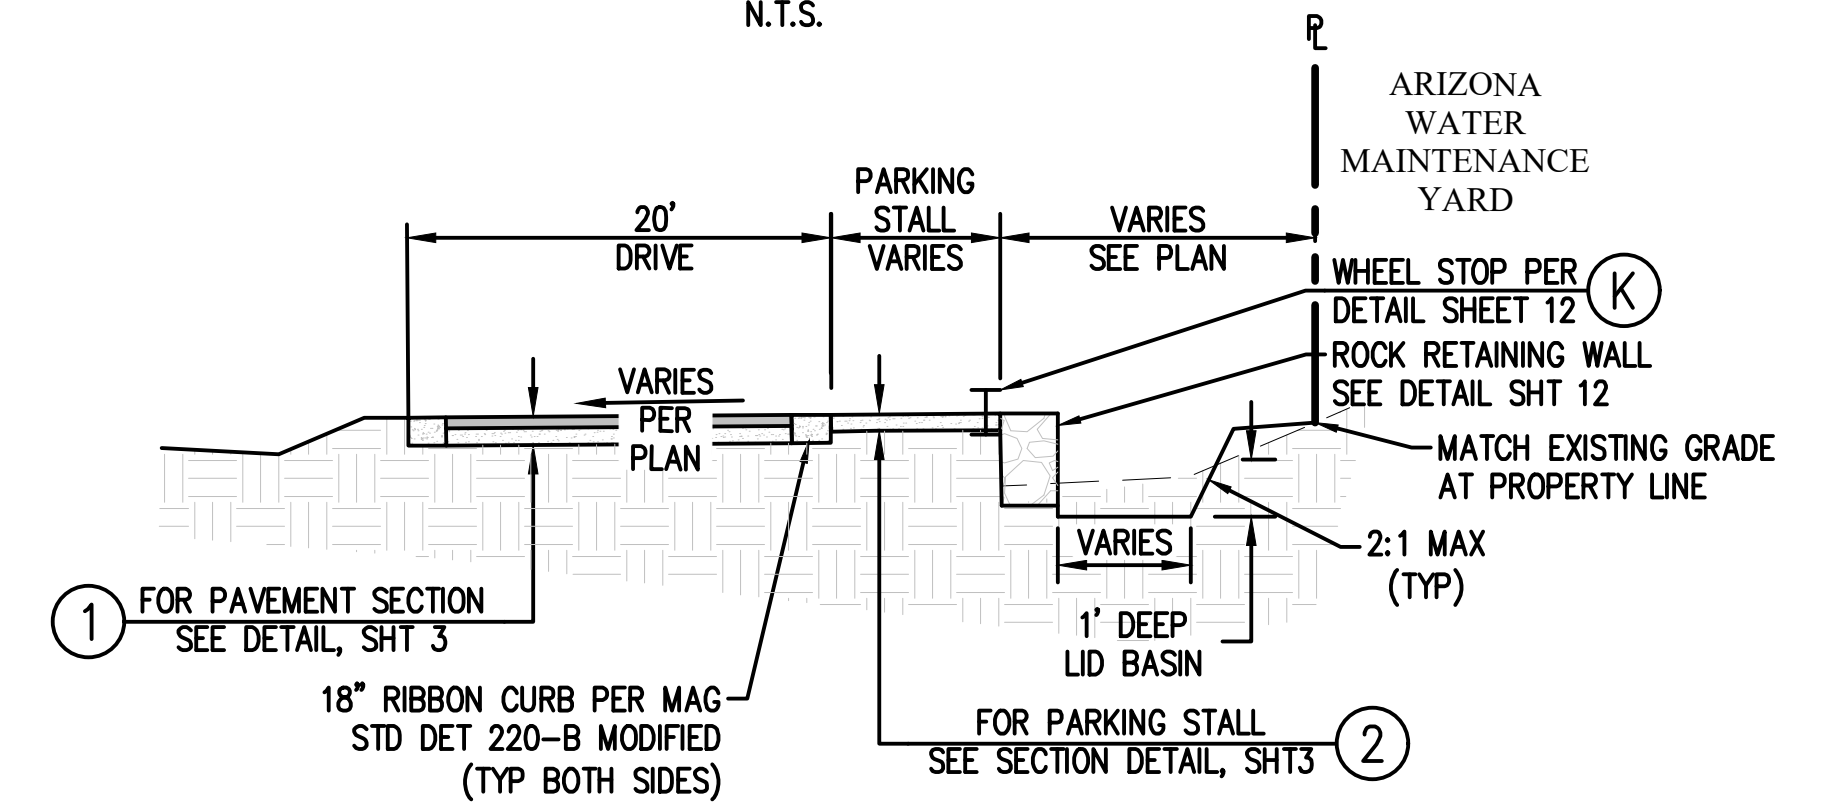 N.T.S.
PL
ARIZONA
WATER
MAINTENANCE
YARD
20'
DRIVE
PARKING
STALL
VARIES
VARIES
SEE PLAN
WHEEL STOP PER
DETAIL SHEET 12
K
ROCK RETAINING WALL
SEE DETAIL SHT 12
VARIES
PER
PLAN
MATCH EXISTING GRADE
AT PROPERTY LINE
VARIES
2:1 MAX
(TYP)
1' DEEP
LID BASIN
1
FOR PAVEMENT SECTION
SEE DETAIL, SHT 3
18" RIBBON CURB PER MAG
STD DET 220-B MODIFIED
(TYP BOTH SIDES)
FOR PARKING STALL
SEE SECTION DETAIL, SHT3
2